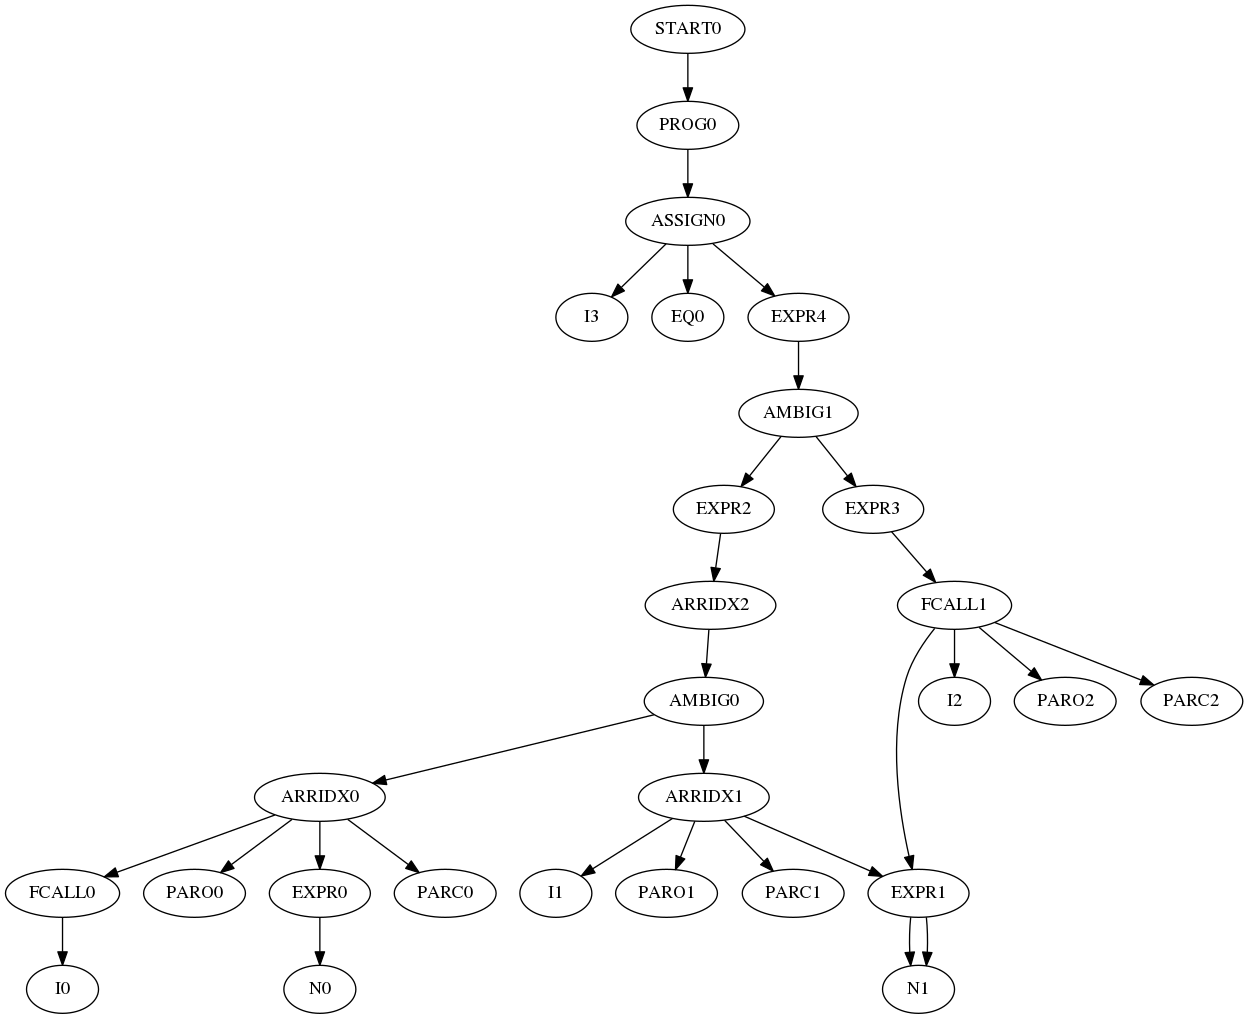 START0
PROG0
ASSIGN0
I3
EQ0
EXPR4
AMBIG1
EXPR2
EXPR3
ARRIDX2
FCALL1
AMBIG0
I2
PARO2
PARC2
ARRIDX0
ARRIDX1
FCALL0
PARO0
EXPR0
PARC0
I1
PARO1
PARC1
EXPR1
I0
N0
N1